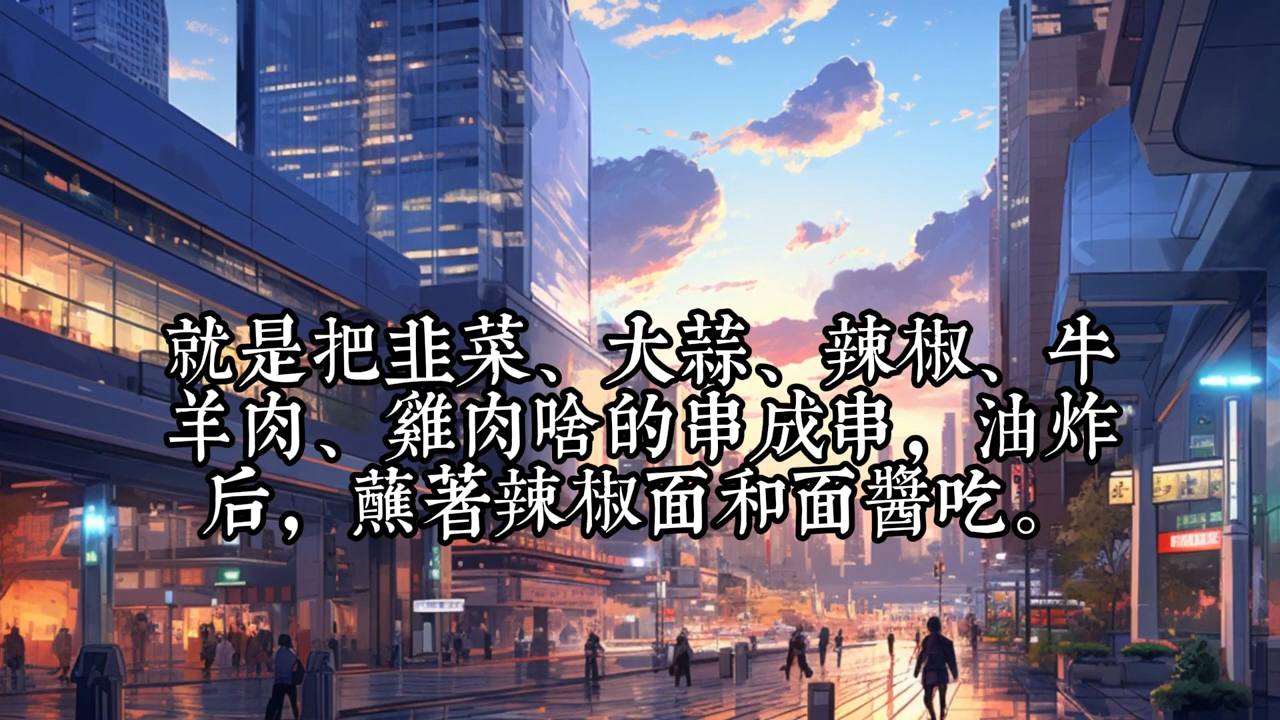 就是把韭菜、大蒜、辣椒、牛
羊肉、雞肉啥的串成串，油炸
后，蘸著辣椒面和面醬吃。